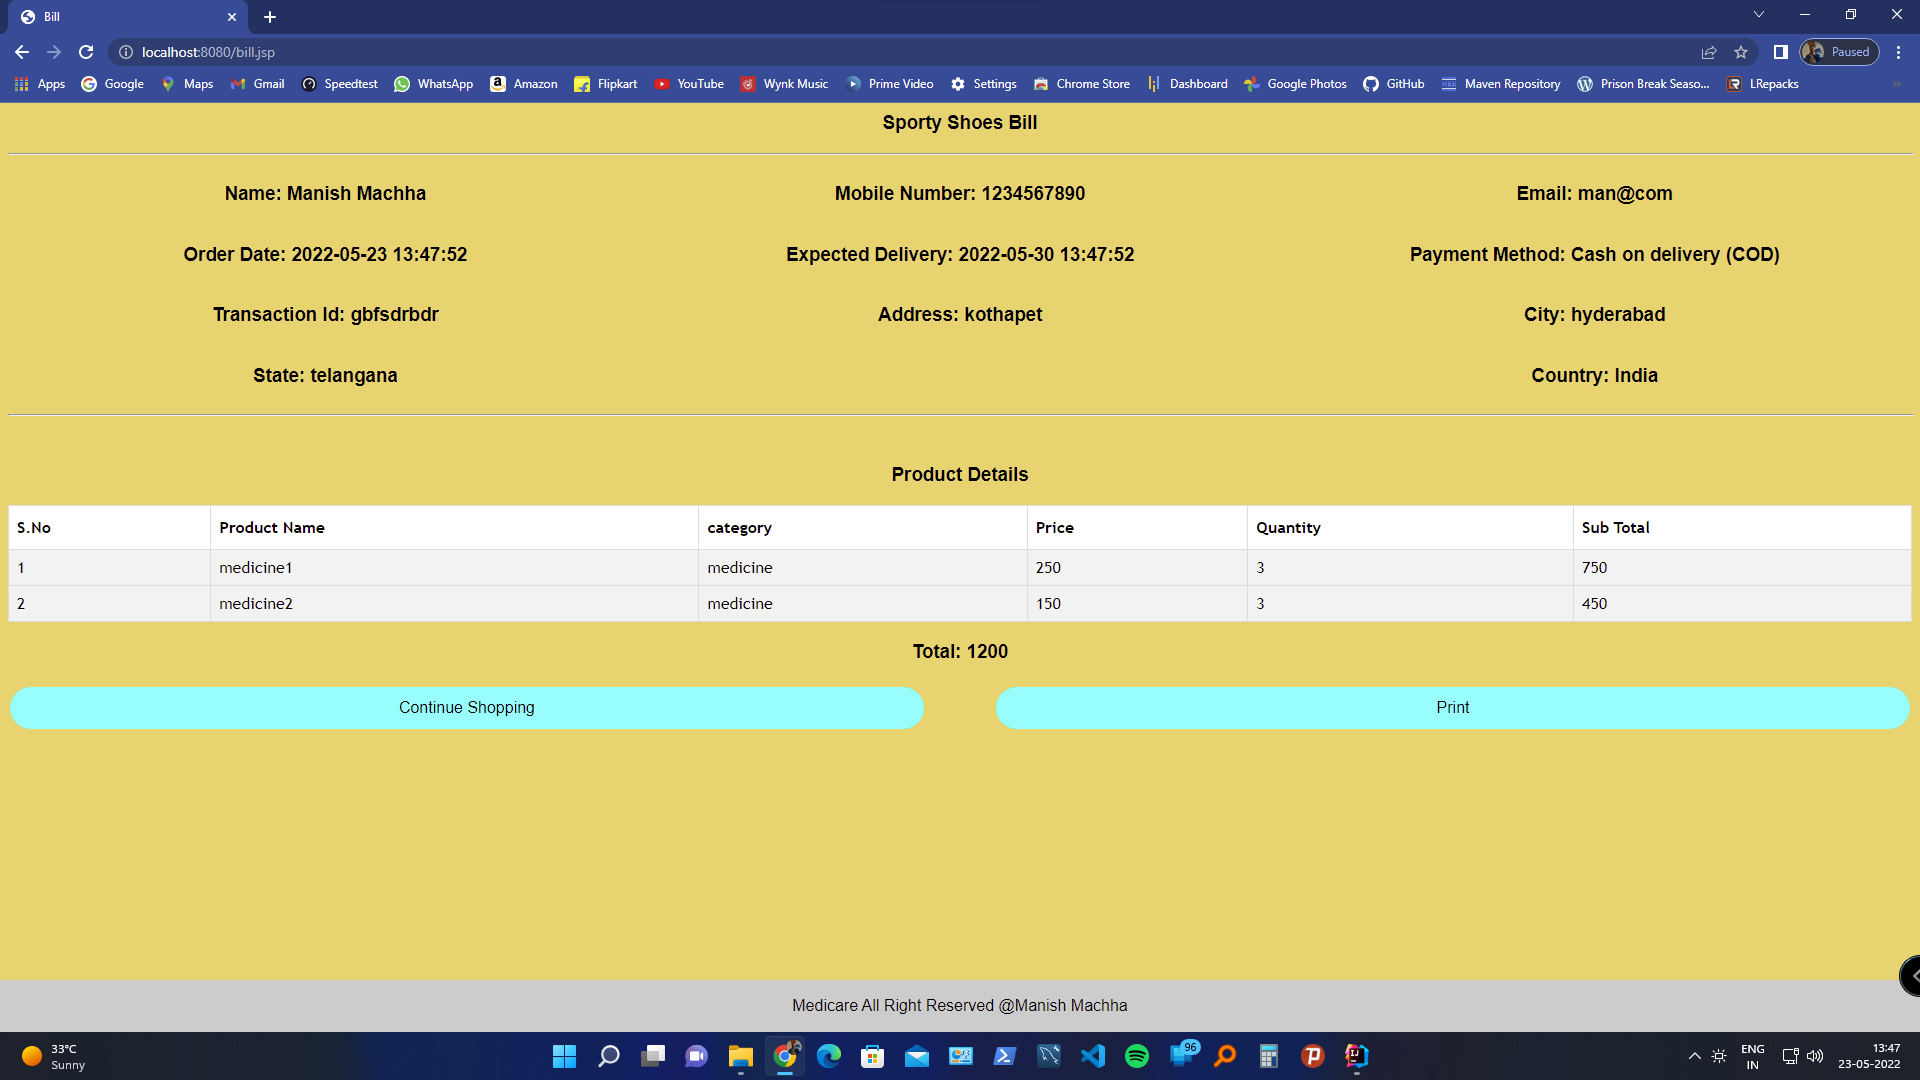 Bill
localhost:8080/bill.jsp
Paused
Apps Google Maps Gmail Speedtest WhatsApp Amazon Flipkart YouTube Wynk Music Prime Video Settings Chrome Store Dashboard Google Photos GitHub Maven Repository Prison Break Seaso... LRepacks
Sporty Shoes Bill
Name: Manish Machha Mobile Number: 1234567890 Email: man@com
Order Date: 2022-05-23 13:47:52 Expected Delivery: 2022-05-30 13:47:52 Payment Method: Cash on delivery (COD)
Transaction Id: gbfsdrbdr Address: kothapet City: hyderabad
State: telangana Country: India
Product Details
S.No Product Name category Price Quantity Sub Total
1 medicine1 medicine 250 3 750
2 medicine2 medicine 150 3 450
Total: 1200
Continue Shopping Print
Medicare All Right Reserved @Manish Machha
33°C
Sunny
96
ENG
IN
13:47
23-05-2022